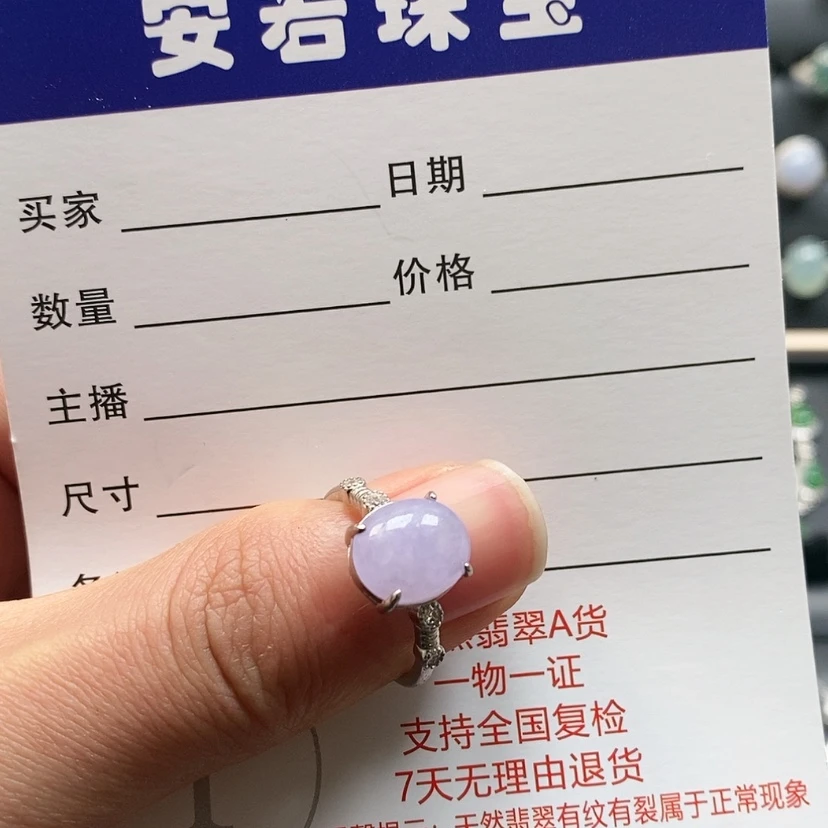 安若珠宝
买家 日期
数量 价格
主播
尺寸
翡翠A货
一物一证
支持全国复检
7天无理由退货
天然翡翠有纹有裂属于正常现象